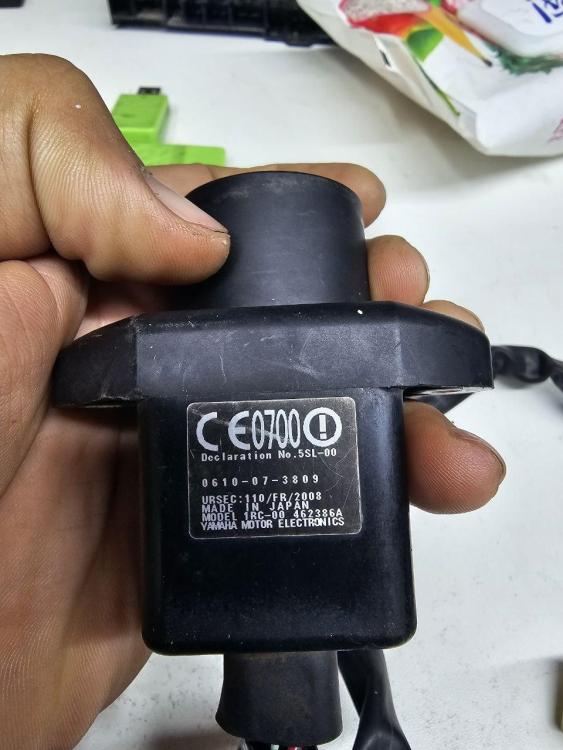 CE0700
Declaration No.5SL-00
0610-07-3809
URSEC:110/FR/2008
MADE IN JAPAN
MODEL 1RC-00 462386A
YAMAHA MOTOR ELECTRONICS